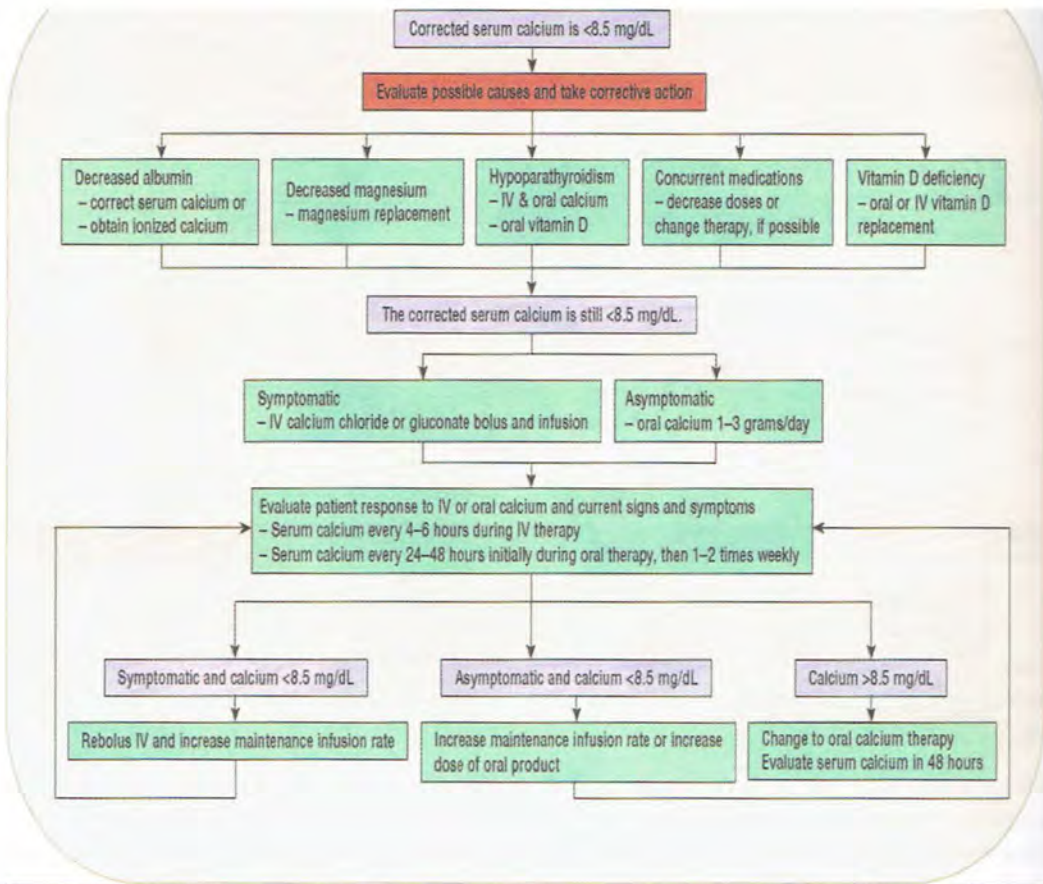 Corrected serum calcium is <8.5 mg/dL
Evaluate possible causes and take corrective action
Decreased albumin
– correct serum calcium or
– obtain ionized calcium
Decreased magnesium
– magnesium replacement
Hypoparathyroidism
– IV & oral calcium
– oral vitamin D
Concurrent medications
– decrease doses or
change therapy, if possible
Vitamin D deficiency
– oral or IV vitamin D
replacement
The corrected serum calcium is still <8.5 mg/dL.
Symptomatic
– IV calcium chloride or gluconate bolus and infusion
Asymptomatic
– oral calcium 1–3 grams/day
Evaluate patient response to IV or oral calcium and current signs and symptoms
– Serum calcium every 4–6 hours during IV therapy
– Serum calcium every 24–48 hours initially during oral therapy, then 1–2 times weekly
Symptomatic and calcium <8.5 mg/dL
Rebolus IV and increase maintenance infusion rate
Asymptomatic and calcium <8.5 mg/dL
Increase maintenance infusion rate or increase
dose of oral product
Calcium >8.5 mg/dL
Change to oral calcium therapy
Evaluate serum calcium in 48 hours